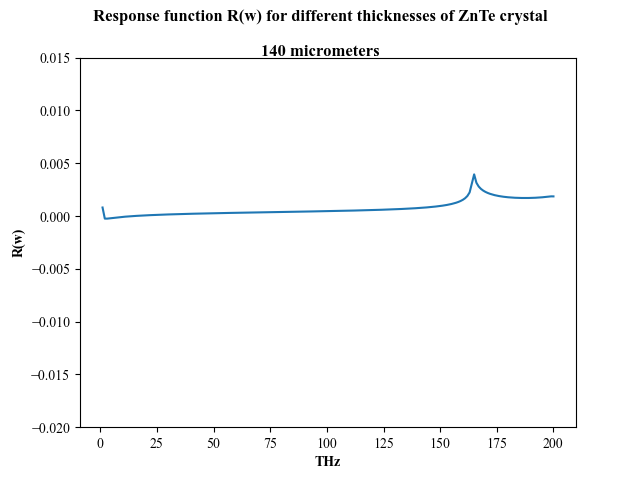 Response function R(w) for different thicknesses of ZnTe crystal
140 micrometers
0.015
0.010
0.005
0.000
−0.005
−0.010
−0.015
−0.020
R(w)
0 25 50 75 100 125 150 175 200
THz